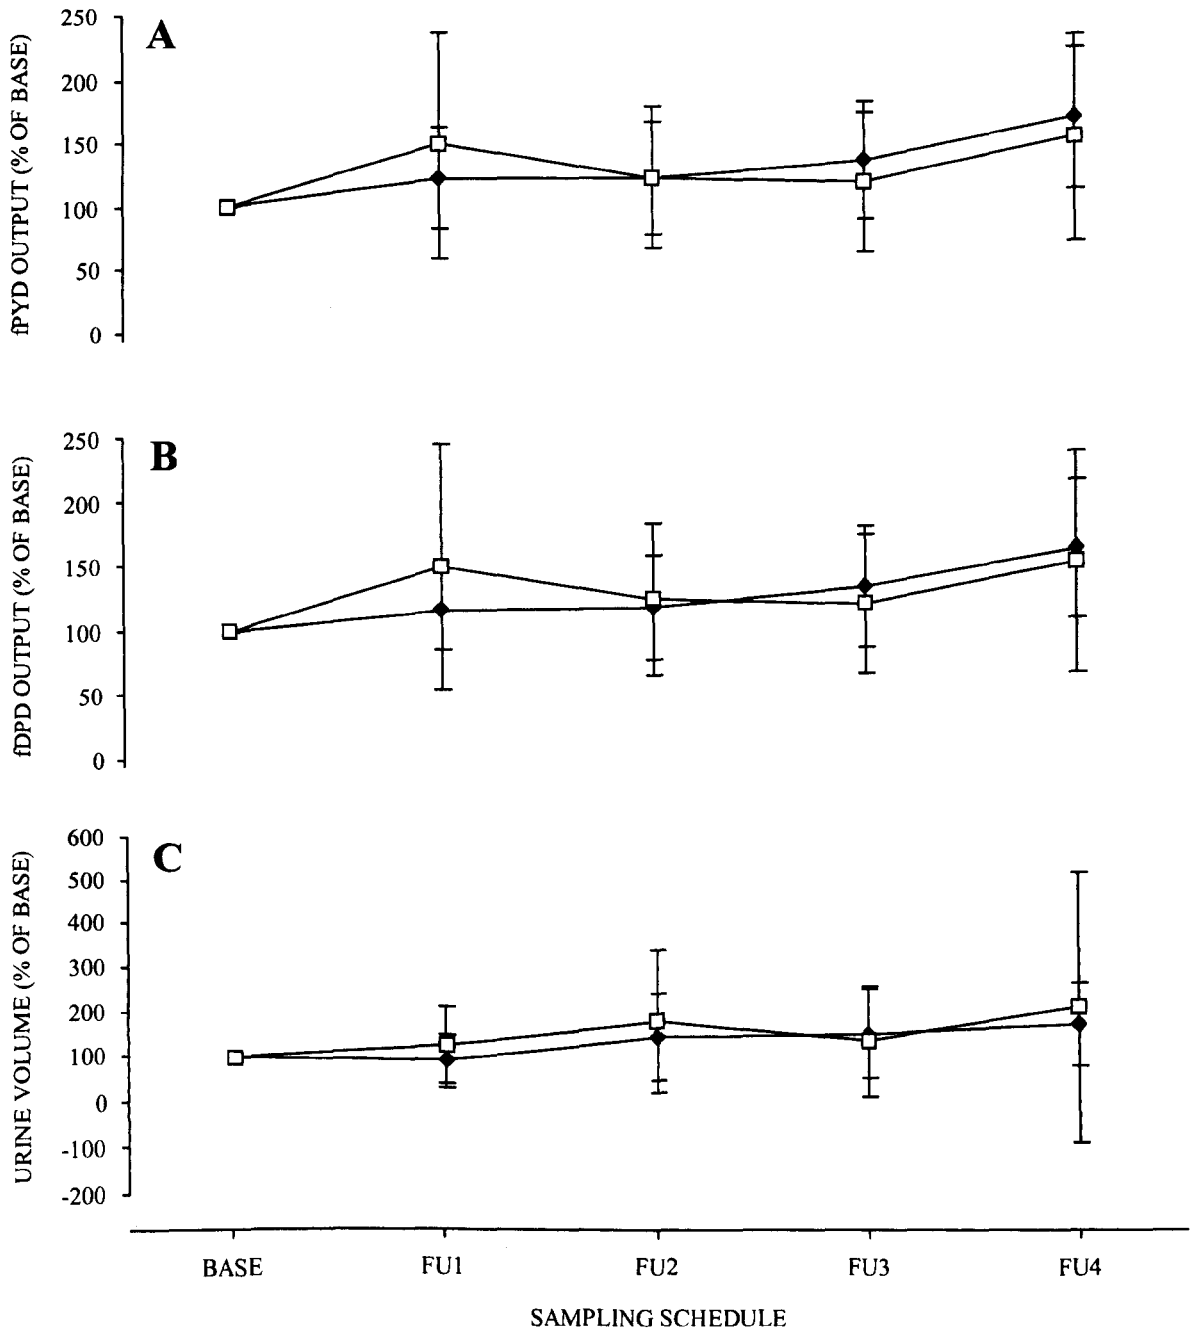 A
fPYD OUTPUT (% OF BASE)
250
200
150
100
50
0
B
fDPD OUTPUT (% OF BASE)
250
200
150
100
50
0
C
URINE VOLUME (% OF BASE)
600
500
400
300
200
100
0
-100
-200
BASE FU1 FU2 FU3 FU4
SAMPLING SCHEDULE